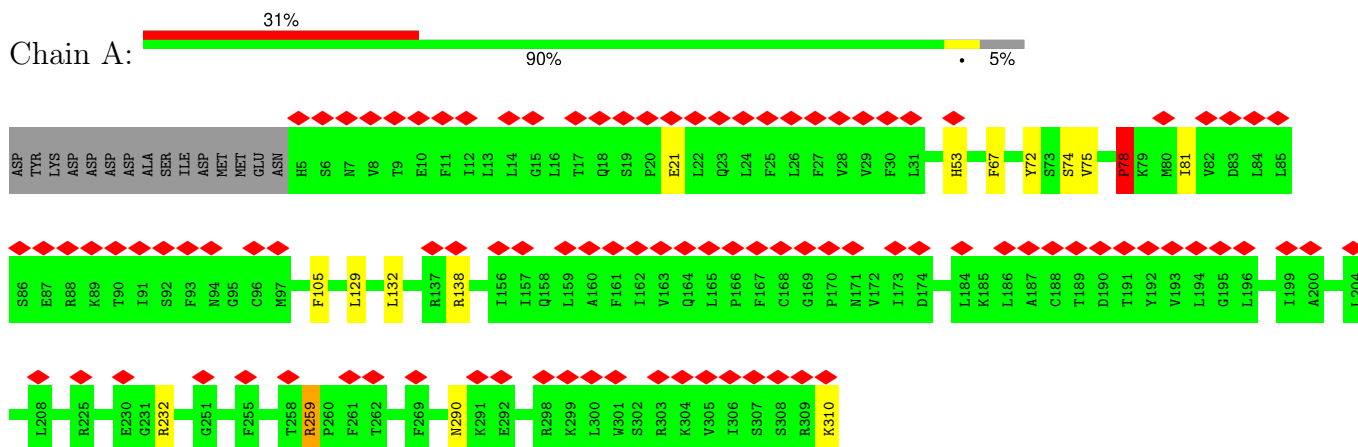 31%
Chain A:
90% • 5%
ASP TYR LYS ASP ASP ASP ASP ALA SER ILE ASP MET MET GLU ASN H5 S6 N7 V8 T9 E10 F11 I12 L13 L14 G15 L16 T17 Q18 S19 P20 E21 L22 Q23 L24 F25 L26 F27 V28 V29 F30 L31 H53 F67 Y72 S73 S74 V75 P78 K79 M80 I81 V82 D83 L84 L85
S86 E87 R88 K89 T90 I91 S92 F93 N94 G95 C96 M97 F105 L129 L132 R137 R138 I156 I157 Q158 L159 A160 F161 I162 V163 Q164 L165 P166 F167 C168 G169 P170 N171 V172 I173 D174 L184 K185 L186 A187 C188 T189 D190 T191 Y192 V193 L194 G195 L196 I199 A200 L204
L208 R225 E230 G231 R232 G251 F255 T258 R259 P260 F261 T262 F269 N290 K291 E292 R298 K299 L300 W301 S302 R303 K304 V305 I306 S307 S308 R309 K310